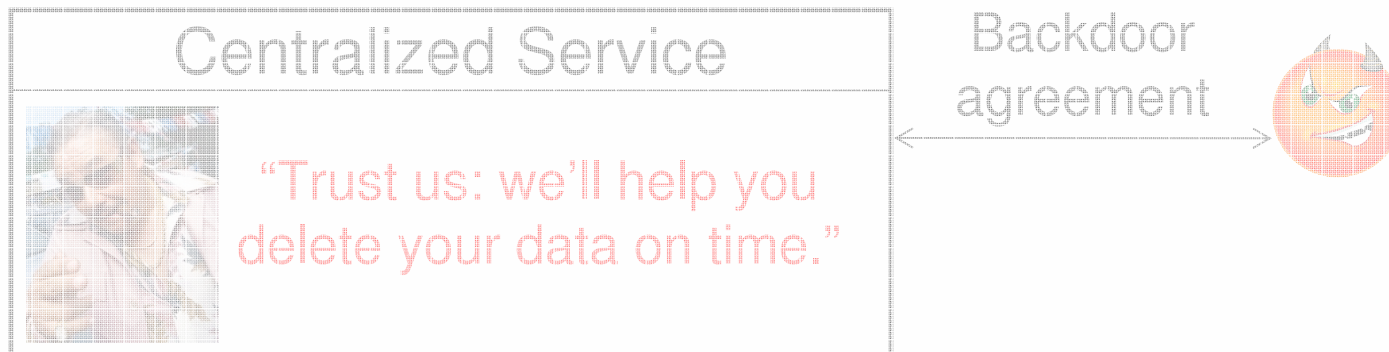 Centralized Service
Backdoor
agreement
“Trust us: we’ll help you
delete your data on time.”